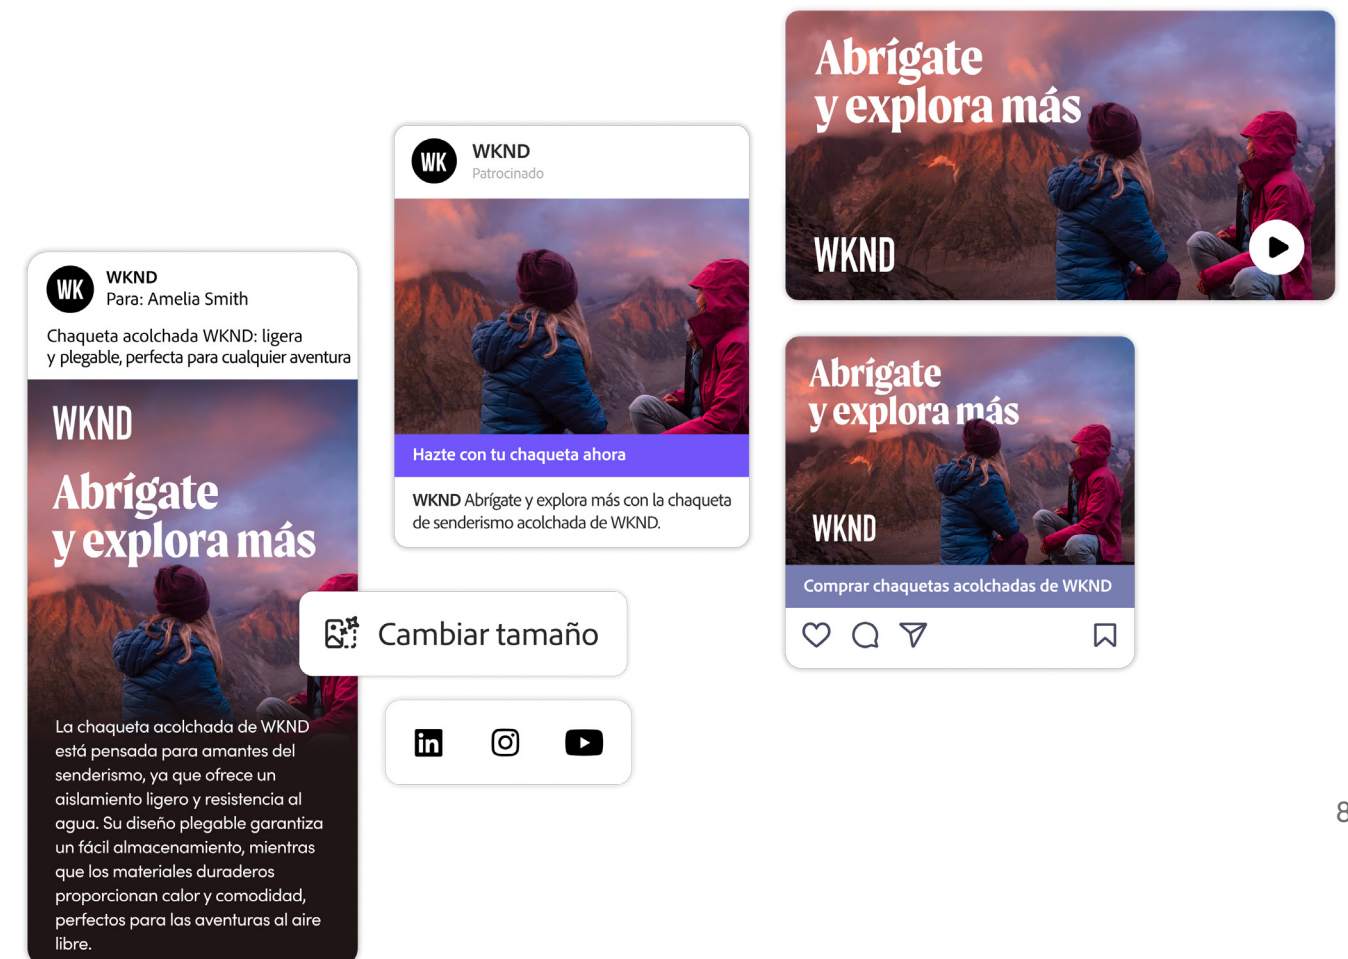 WK
WKND
Para: Amelia Smith
Chaqueta acolchada WKND: ligera
y plegable, perfecta para cualquier aventura
WKND
Abrígate
y explora más
La chaqueta acolchada de WKND
está pensada para amantes del
senderismo, ya que ofrece un
aislamiento ligero y resistencia al
agua. Su diseño plegable garantiza
un fácil almacenamiento, mientras
que los materiales duraderos
proporcionan calor y comodidad,
perfectos para las aventuras al aire
libre.
WK
WKND
Patrocinado
Hazte con tu chaqueta ahora
WKND Abrígate y explora más con la chaqueta
de senderismo acolchada de WKND.
Cambiar tamaño
in
Abrígate
y explora más
WKND
Abrígate
y explora más
WKND
Comprar chaquetas acolchadas de WKND
8